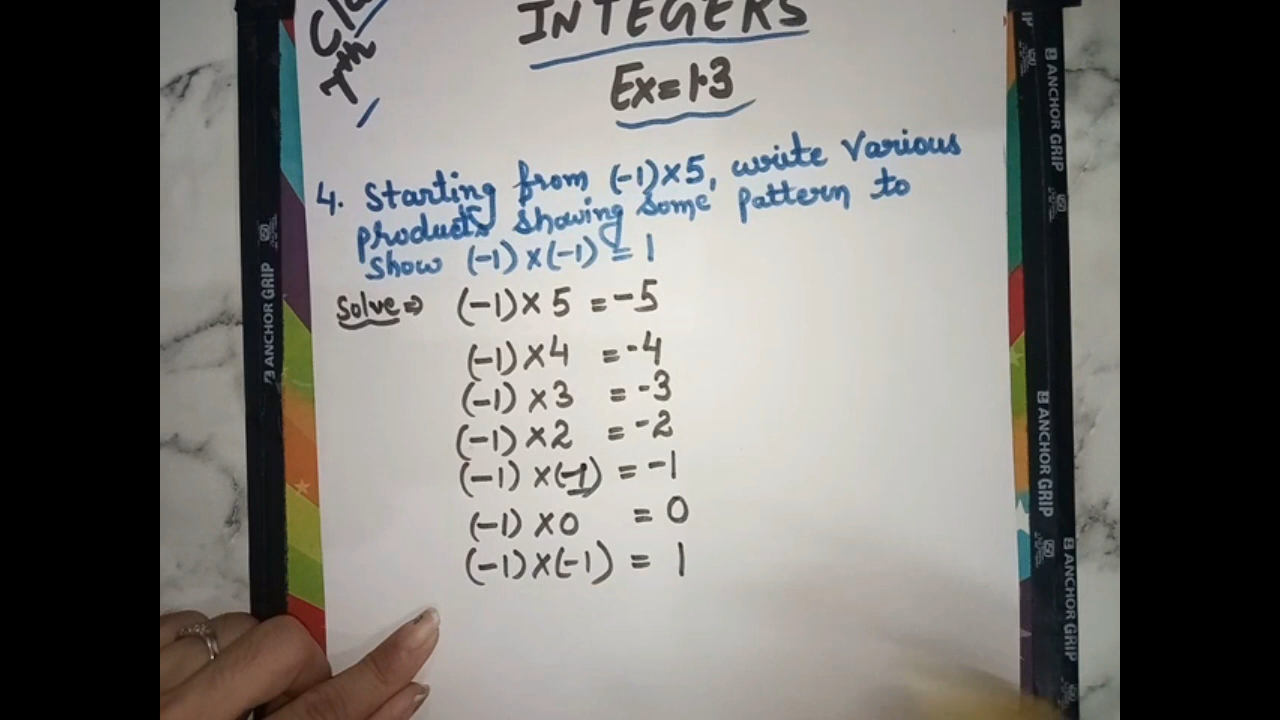 INTEGERS
Ex=1.3
4. Starting from (-1)×5, write various
products showing some pattern to
show (-1)×(-1) = 1
Solve⇒ (-1)×5 = -5
(-1)×4 = -4
(-1)×3 = -3
(-1)×2 = -2
(-1)×(-1) = -1
(-1)×0 = 0
(-1)×(-1) = 1
ANCHOR GRIP
ANCHOR GRIP
ANCHOR GRIP
ANCHOR GRIP
ANCHOR GRIP